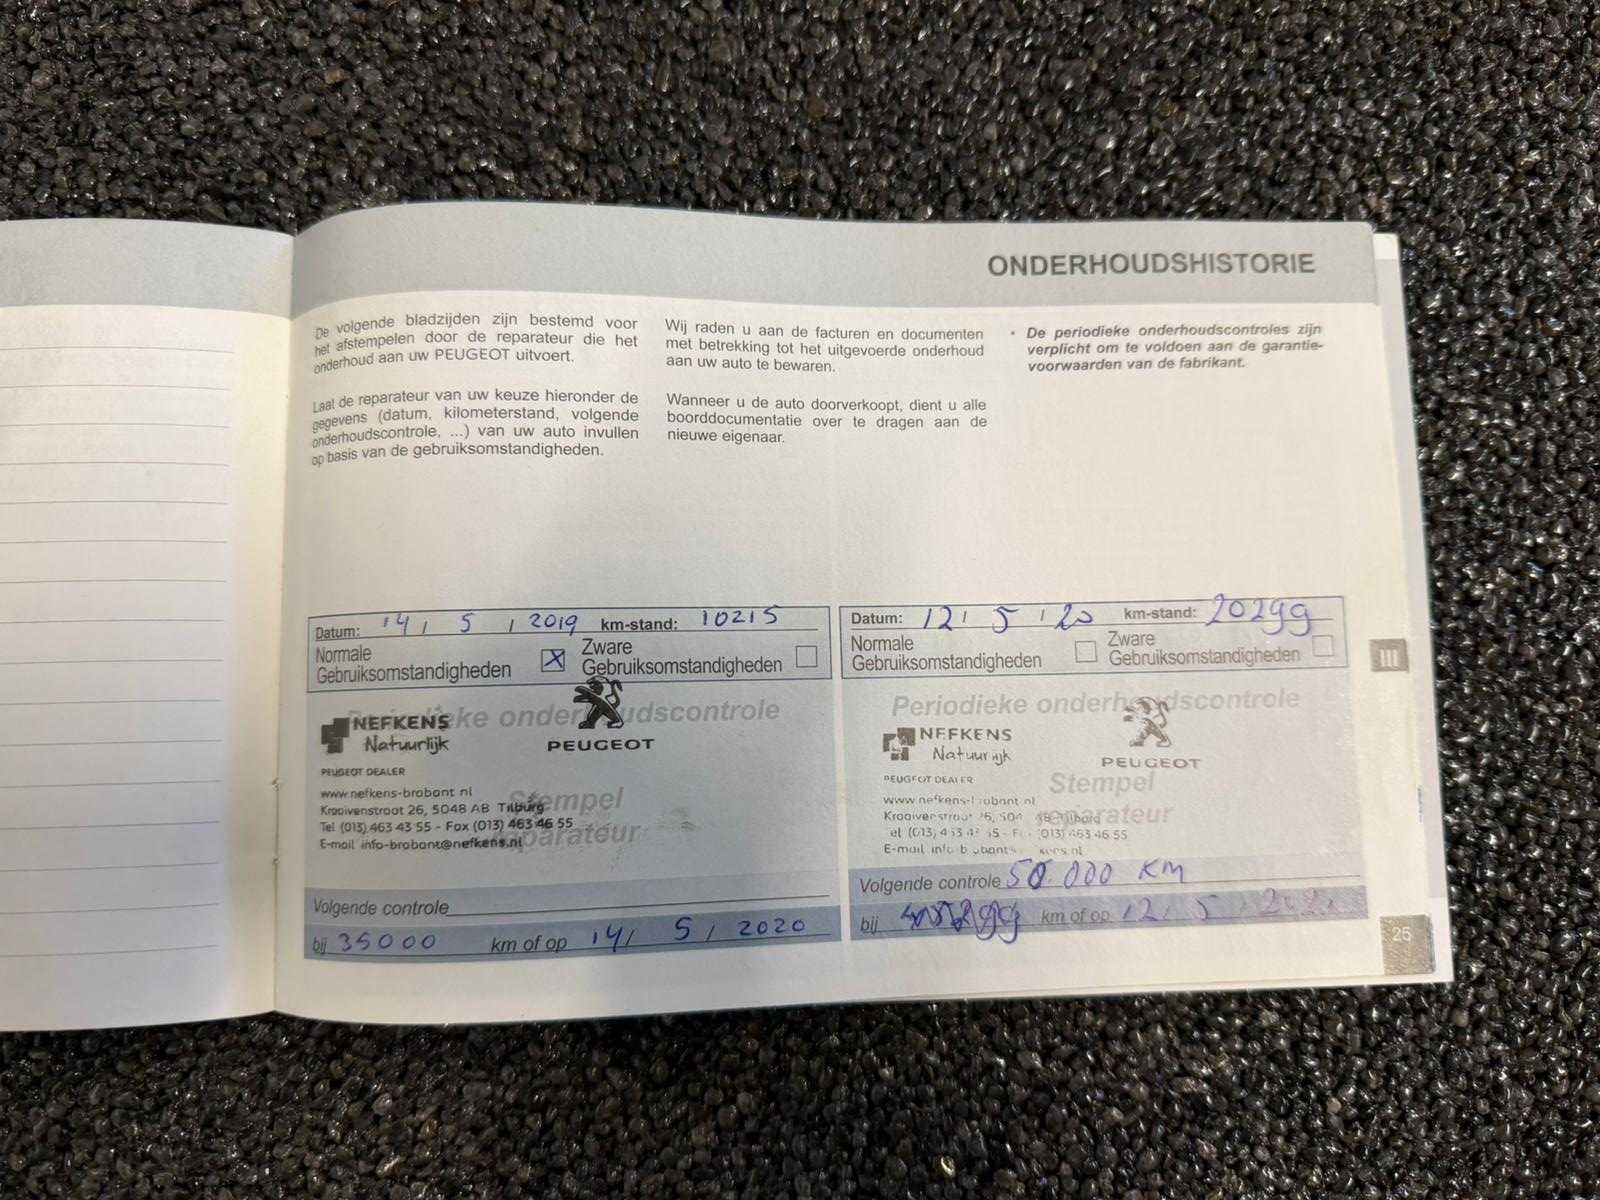 ONDERHOUDSHISTORIE
De volgende bladzijden zijn bestemd voor
het afstempelen door de reparateur die het
onderhoud aan uw PEUGEOT uitvoert.
Laat de reparateur van uw keuze hieronder de
gegevens (datum, kilometerstand, volgende
onderhoudscontrole, ...) van uw auto invullen
op basis van de gebruiksomstandigheden.
Wij raden u aan de facturen en documenten
met betrekking tot het uitgevoerde onderhoud
aan uw auto te bewaren.
Wanneer u de auto doorverkoopt, dient u alle
boorddocumentatie over te dragen aan de
nieuwe eigenaar.
• De periodieke onderhoudscontroles zijn
verplicht om te voldoen aan de garantie-
voorwaarden van de fabrikant.
Datum: 14 / 5 / 2019 km-stand: 10215
Normale
Gebruiksomstandigheden X
Zware
Gebruiksomstandigheden
Periodieke onderhoudscontrole
NEFKENS
Natuurlijk
PEUGEOT
PEUGEOT DEALER
www.nefkens-brabant nl
Kraaivenstraat 26, 5048 AB Tilburg
Tel (013) 463 43 55 - Fax (013) 463 46 55
E-mail info-brabant@nefkens.nl
Stempel
reparateur
Volgende controle
bij 35000 km of op 14 / 5 / 2020
Datum: 12 / 5 / 20 km-stand: 20299
Normale
Gebruiksomstandigheden
Zware
Gebruiksomstandigheden
Periodieke onderhoudscontrole
NEFKENS
Natuurlijk
PEUGEOT
PEUGEOT DEALER
www nefkens-brabant nl
Stempel
reparateur
Volgende controle 50.000 KM
bij km of op 12 / 5 / 2021
III
25